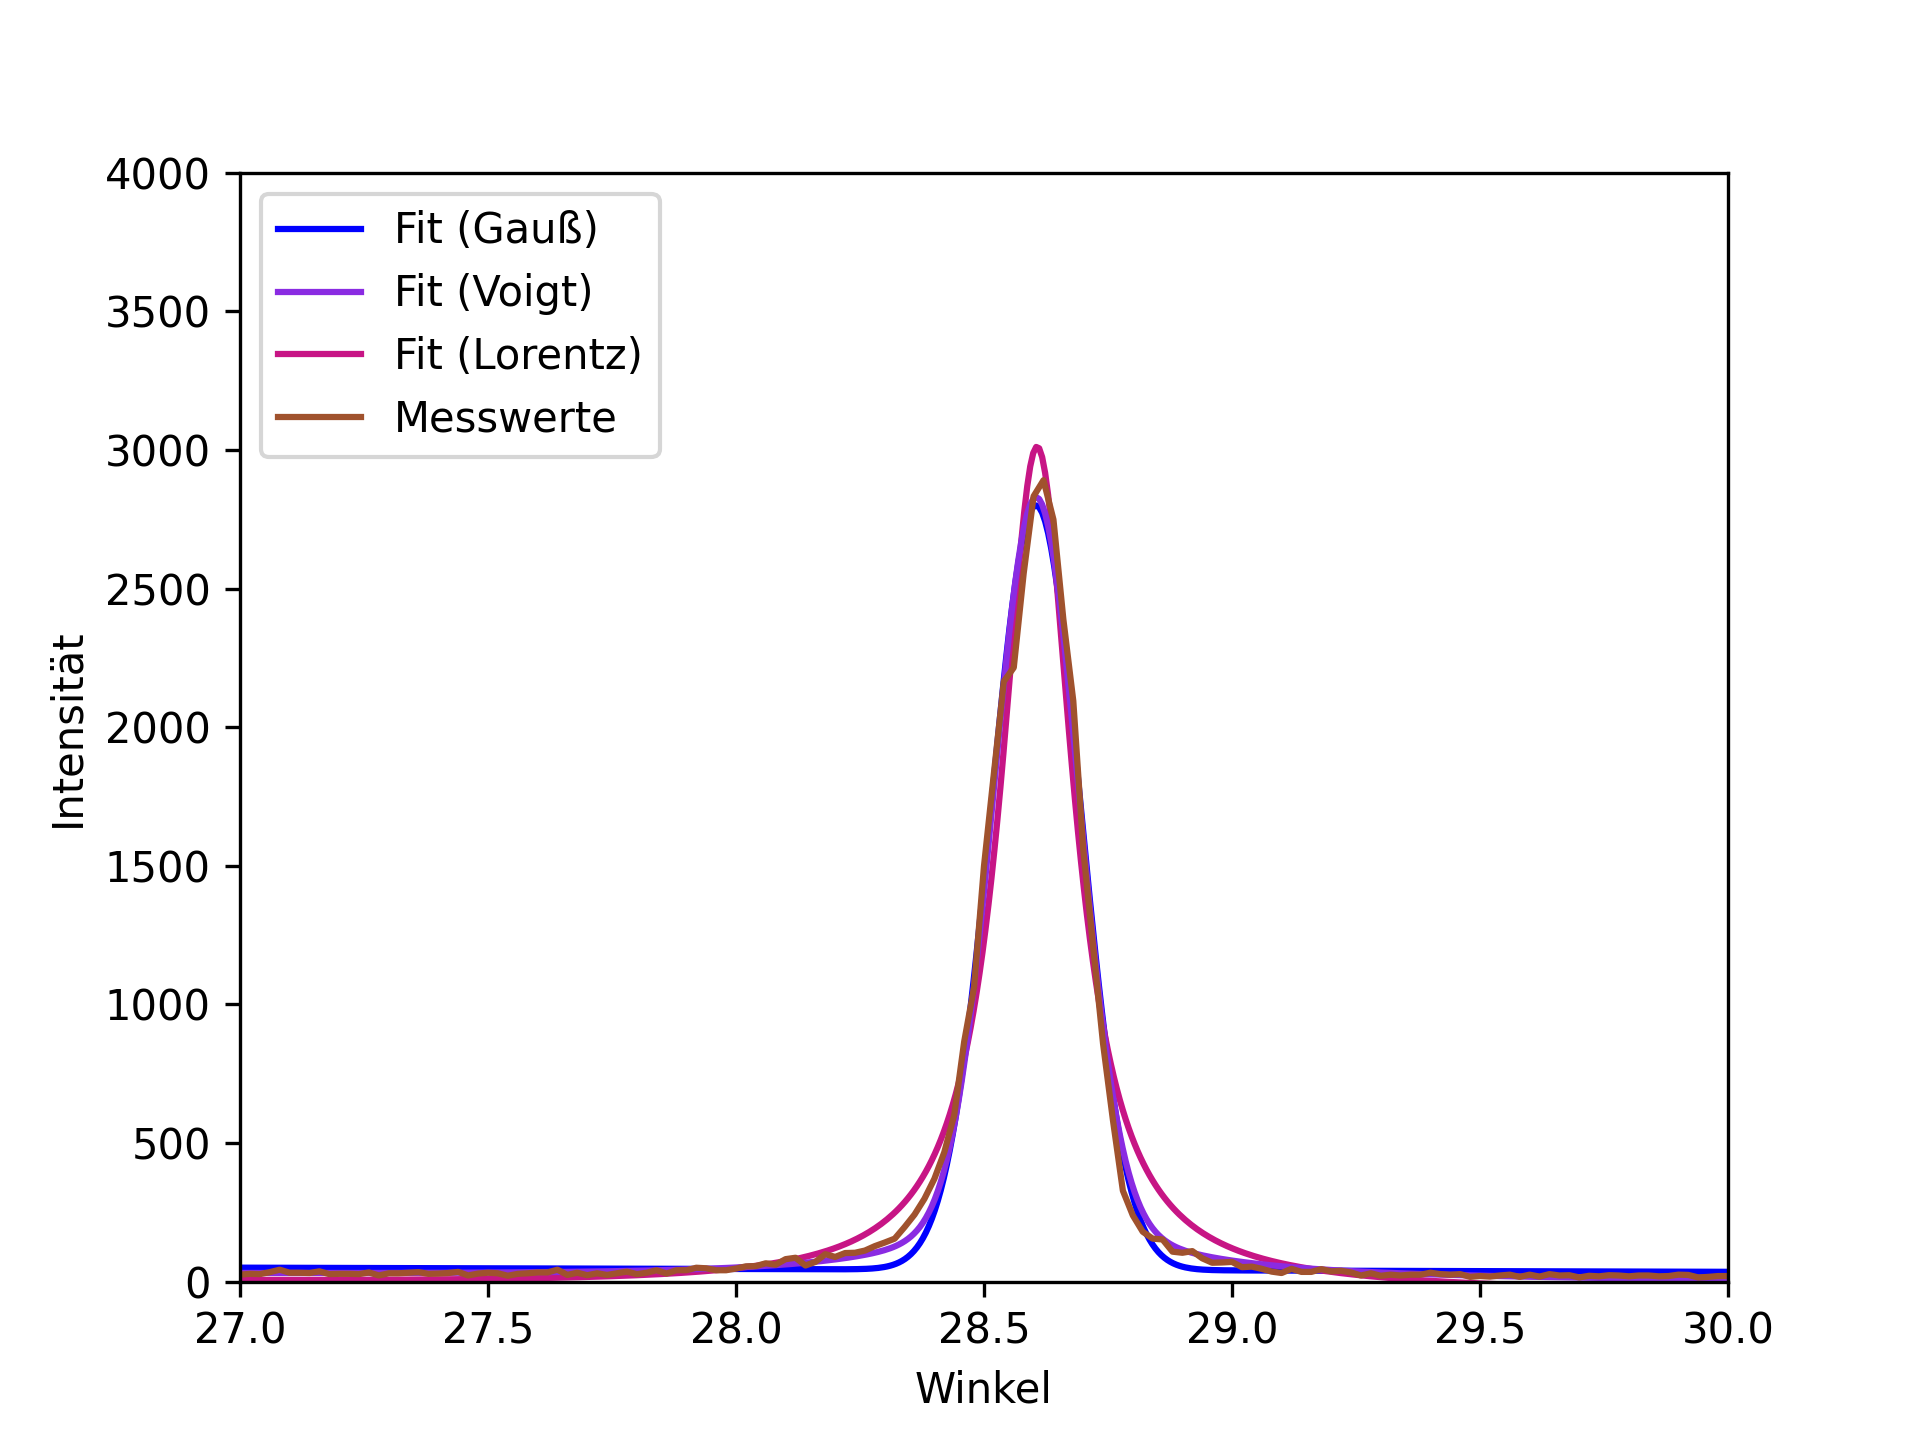 4000
3500
3000
2500
2000
1500
1000
500
0
Intensität
Fit (Gauß)
Fit (Voigt)
Fit (Lorentz)
Messwerte
27.0 27.5 28.0 28.5 29.0 29.5 30.0
Winkel